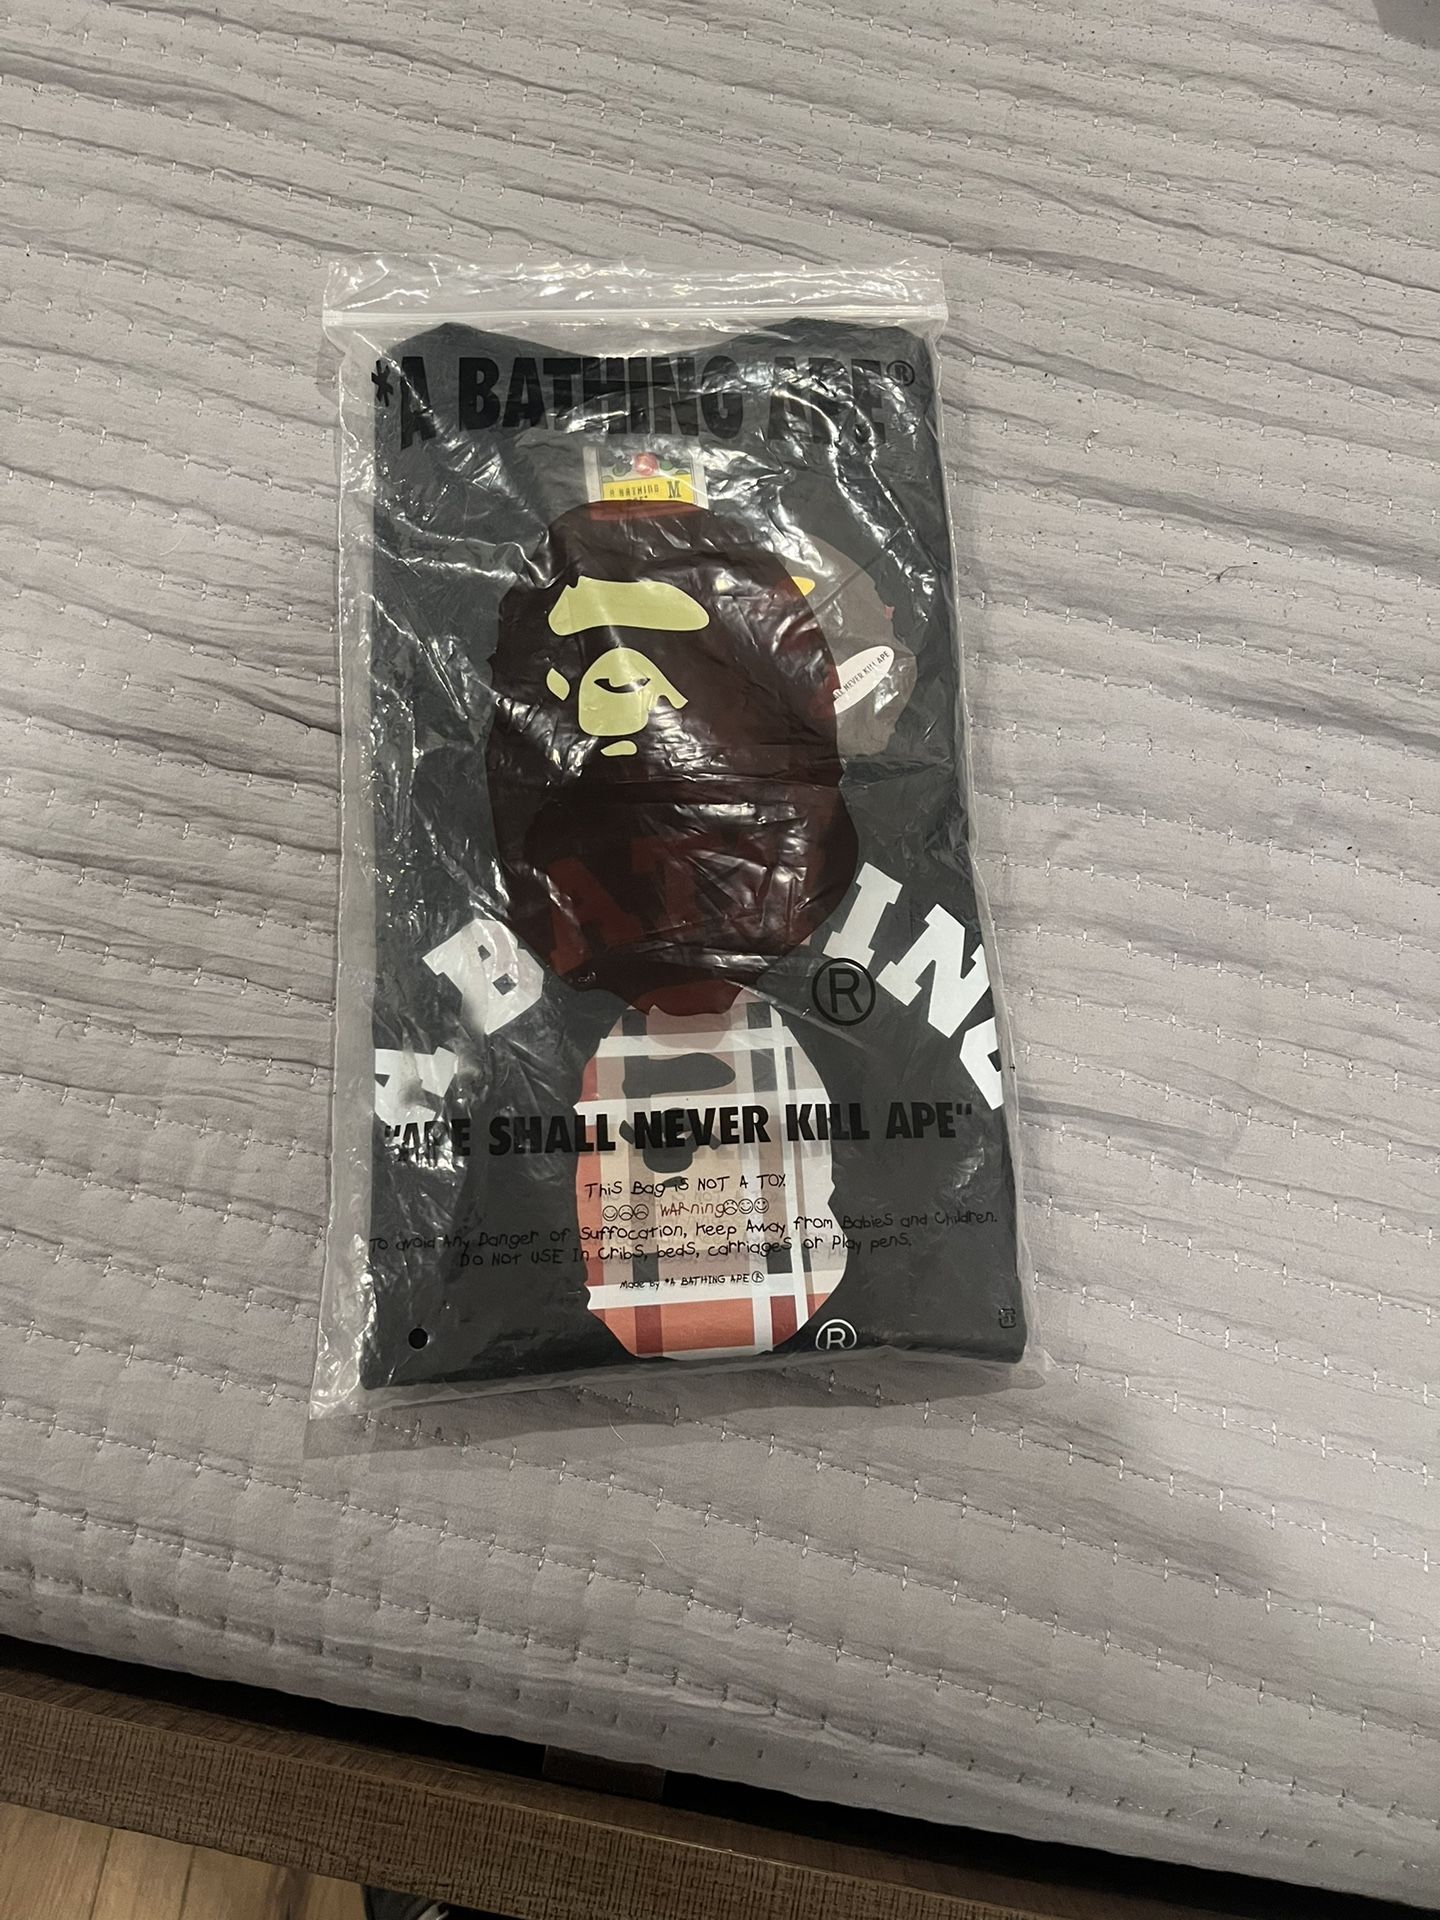 *A BATHING APE®
A BATHING
APE® M
ALL NEVER KILL APE
A BATHING
®
"APE SHALL NEVER KILL APE"
This Bag is NOT A TOY.
WARning
To avoid Any Danger of Suffocation, Keep Away from Babies and Children.
DO NOT USE In Cribs, beds, carriages or Play pens.
Made by *A BATHING APE®
®